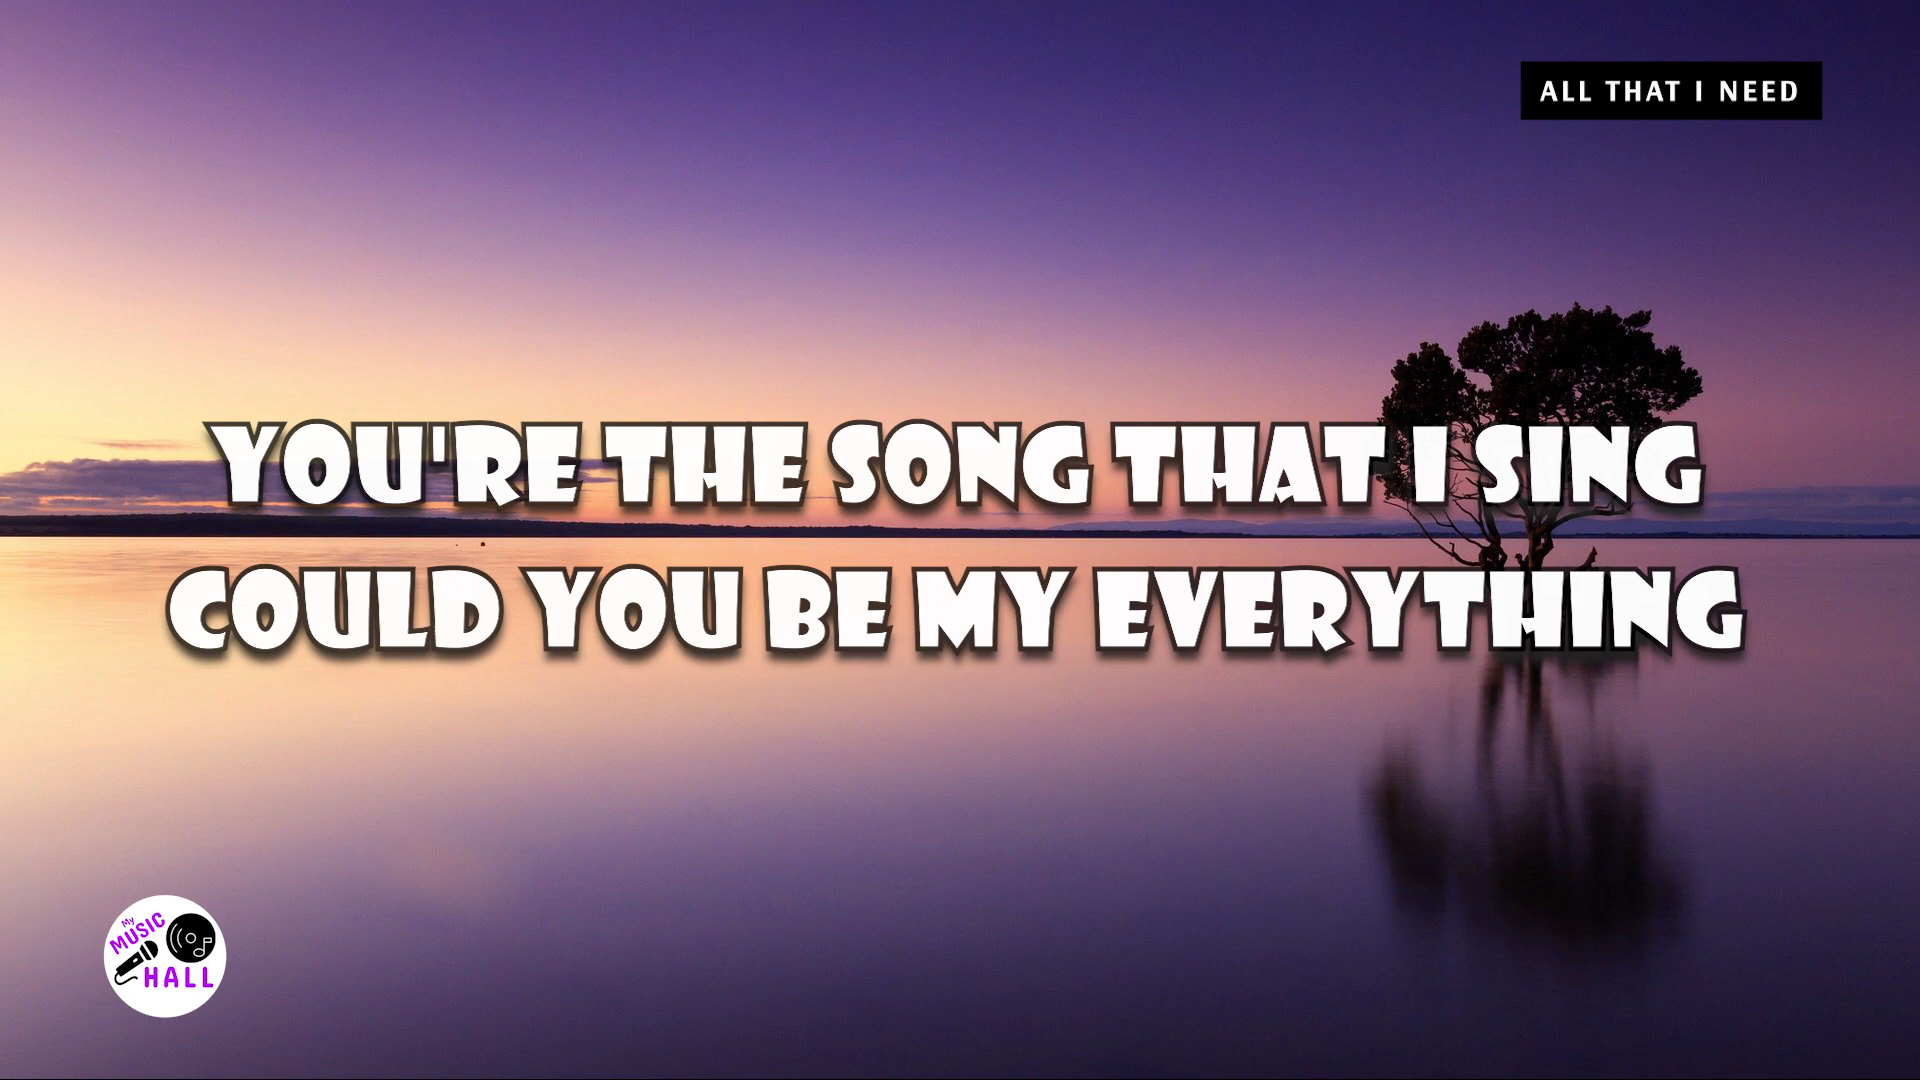 ALL THAT I NEED
YOU'RE THE SONG THAT I SING
COULD YOU BE MY EVERYTHING
My
MUSIC
HALL